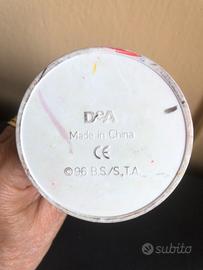 D&A
Made in China
CE
©96 B.S./S,T.A.
subito